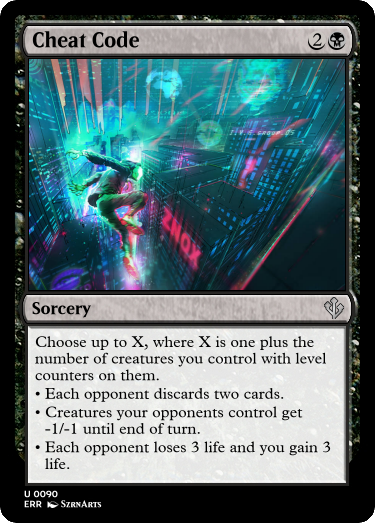 Cheat Code
2
ENOX
Sorcery
Choose up to X, where X is one plus the
number of creatures you control with level
counters on them.
• Each opponent discards two cards.
• Creatures your opponents control get
-1/-1 until end of turn.
• Each opponent loses 3 life and you gain 3
life.
U 0090
ERR SzrnArts